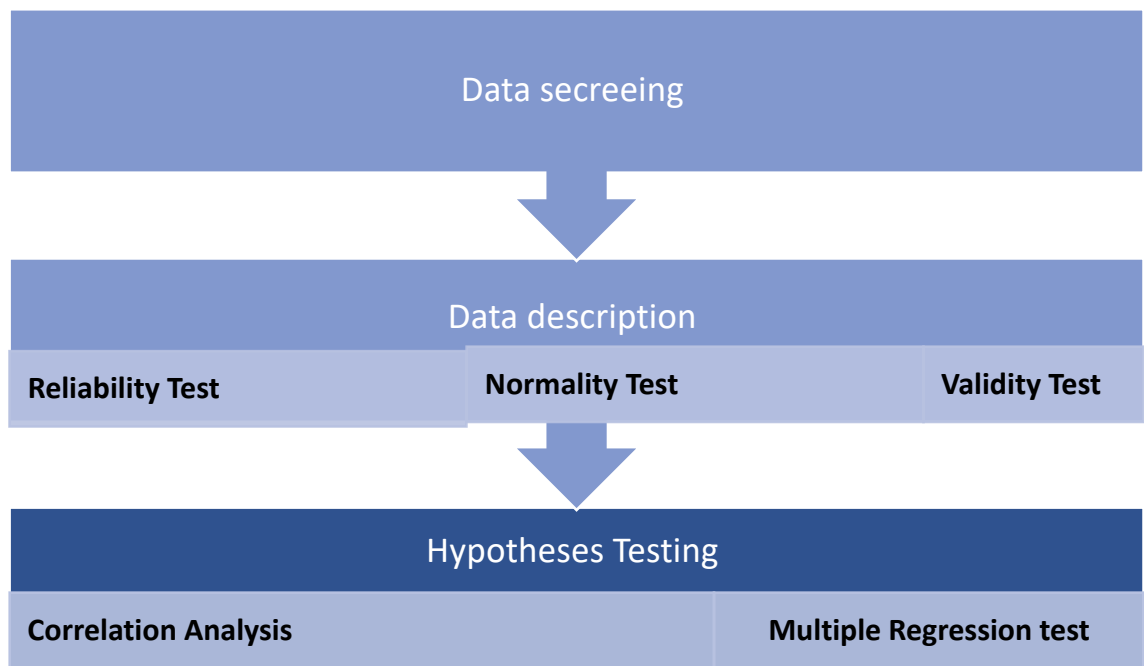 Data secreeing
Data description
Reliability Test
Normality Test
Validity Test
Hypotheses Testing
Correlation Analysis
Multiple Regression test